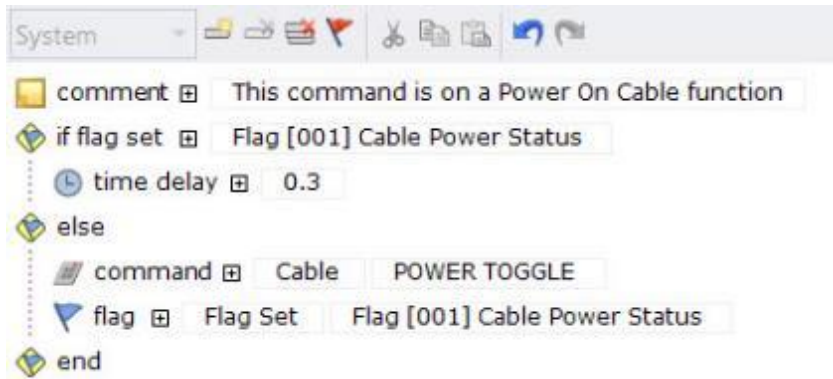 System
comment This command is on a Power On Cable function
if flag set Flag [001] Cable Power Status
time delay 0.3
else
command Cable POWER TOGGLE
flag Flag Set Flag [001] Cable Power Status
end